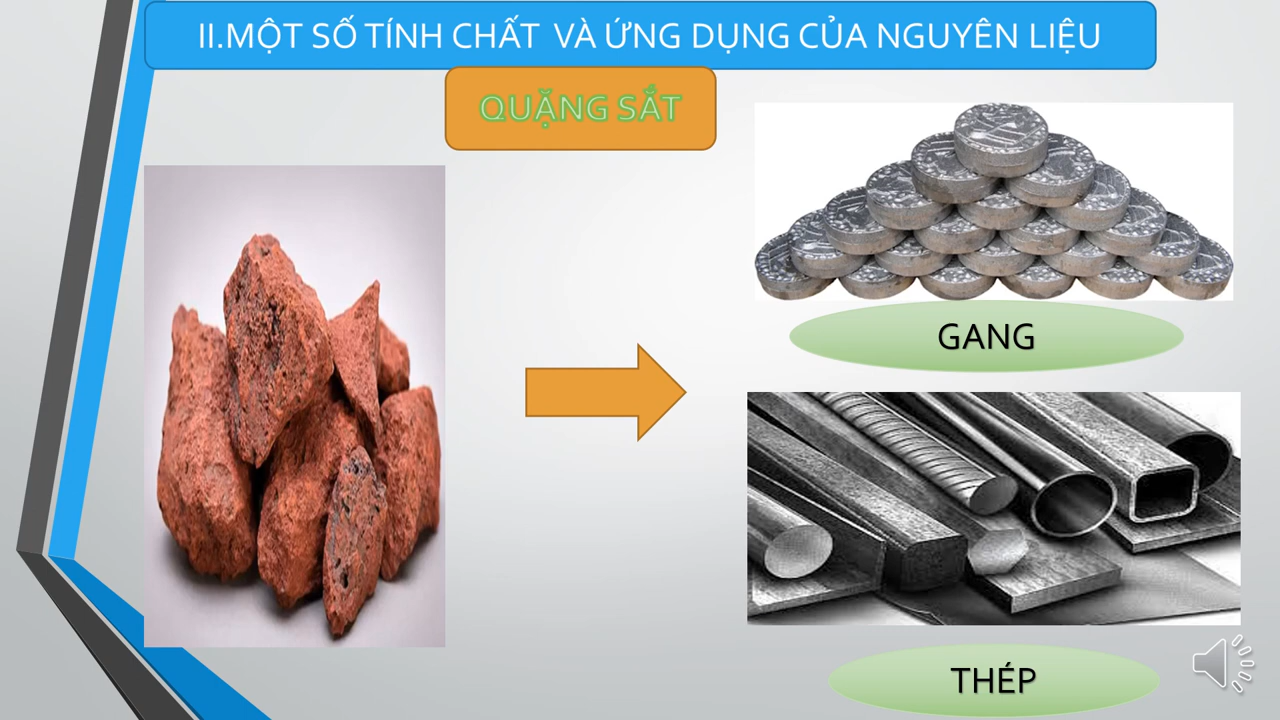 II.MỘT SỐ TÍNH CHẤT VÀ ỨNG DỤNG CỦA NGUYÊN LIỆU
QUẶNG SẮT
GANG
THÉP